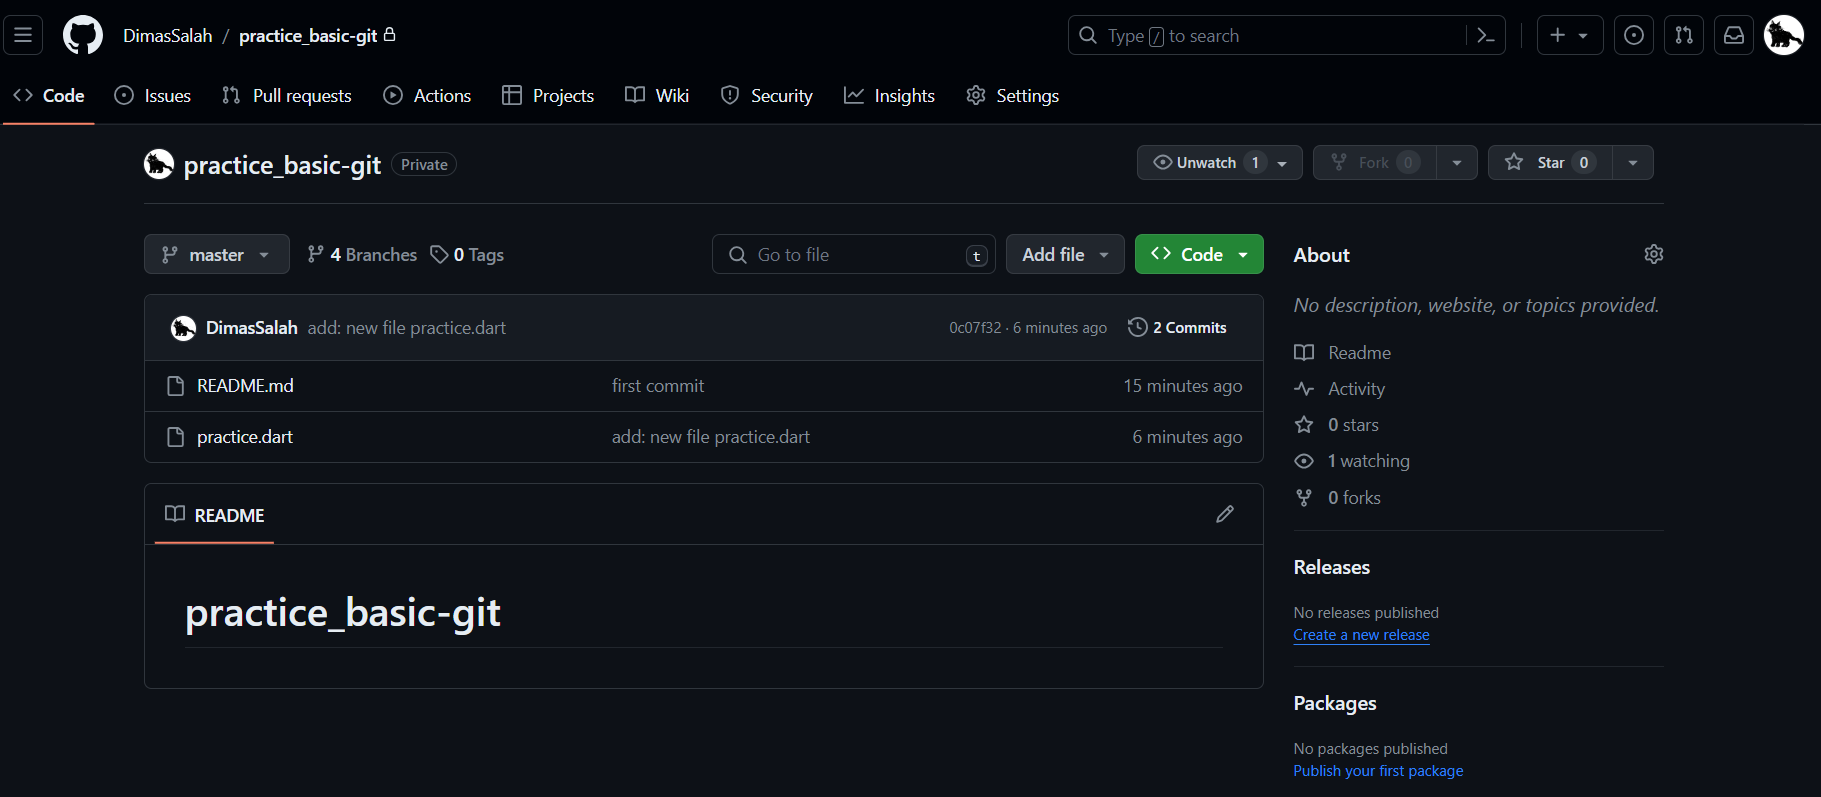 DimasSalah / practice_basic-git
Type / to search
Code Issues Pull requests Actions Projects Wiki Security Insights Settings
practice_basic-git Private
Unwatch 1 Fork 0 Star 0
master 4 Branches 0 Tags
Go to file t Add file Code
DimasSalah add: new file practice.dart 0c07f32 · 6 minutes ago 2 Commits
README.md first commit 15 minutes ago
practice.dart add: new file practice.dart 6 minutes ago
README
practice_basic-git
About
No description, website, or topics provided.
Readme
Activity
0 stars
1 watching
0 forks
Releases
No releases published
Create a new release
Packages
No packages published
Publish your first package